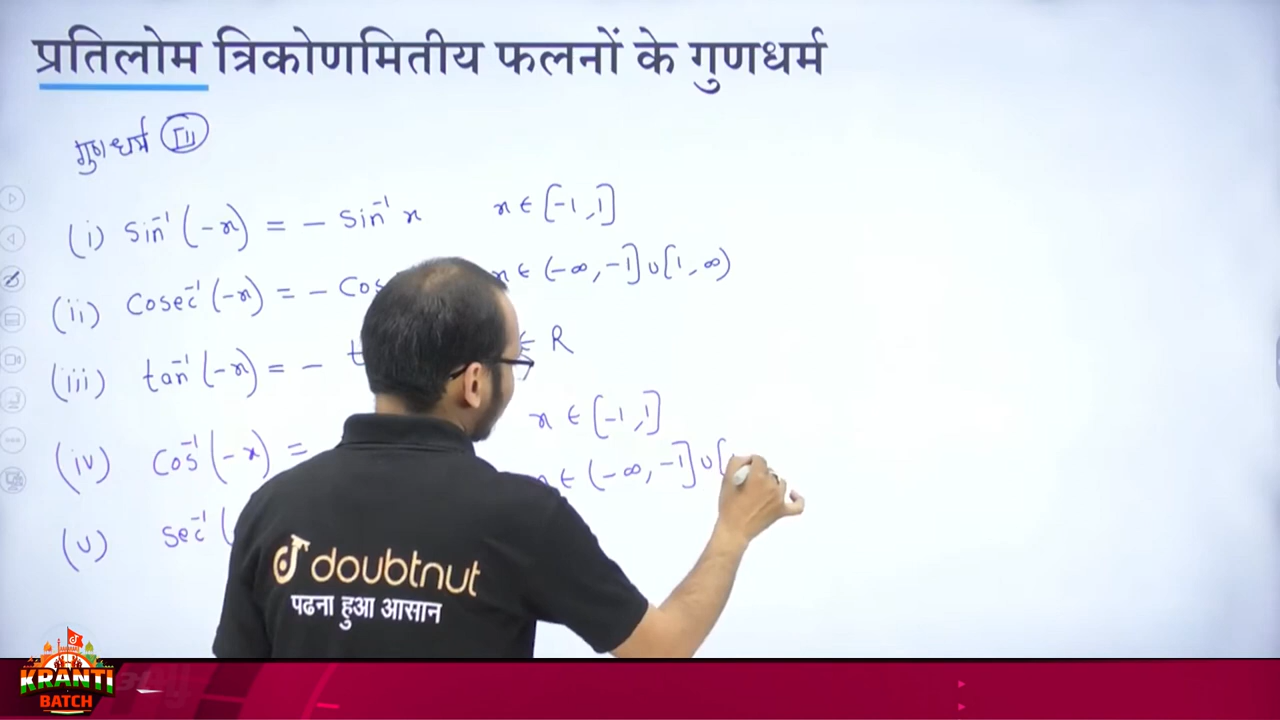 प्रतिलोम त्रिकोणमितीय फलनों के गुणधर्म
गुणधर्म III
(i) Sin⁻¹(-x) = - Sin⁻¹ x x ∈ [-1, 1]
(ii) Cosec⁻¹(-x) = - Cos x ∈ (-∞, -1] ∪ [1, ∞)
(iii) tan⁻¹(-x) = - t ∈ R
(iv) Cos⁻¹(-x) = x ∈ [-1, 1]
(v) Sec⁻¹( x ∈ (-∞, -1] ∪ [
doubtnut
पढना हुआ आसान
KRANTI
BATCH